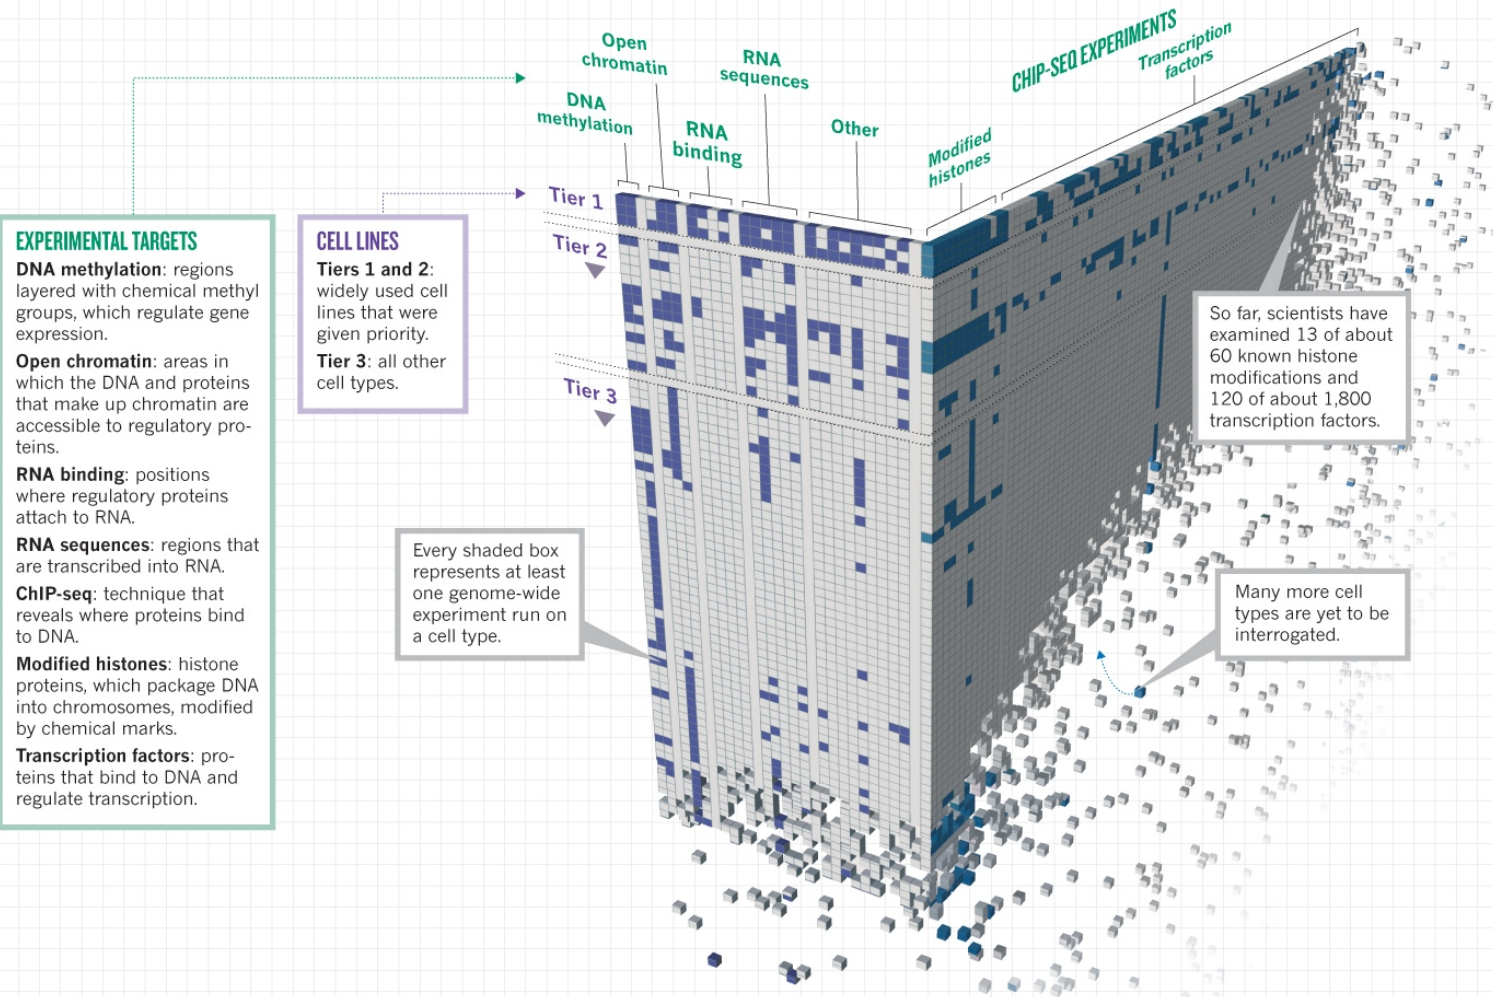 Open
chromatin
RNA
sequences
DNA
methylation
RNA
binding
Other
CHIP-SEQ EXPERIMENTS
Transcription
factors
Modified
histones
Tier 1
Tier 2
Tier 3
EXPERIMENTAL TARGETS
DNA methylation: regions
layered with chemical methyl
groups, which regulate gene
expression.
Open chromatin: areas in
which the DNA and proteins
that make up chromatin are
accessible to regulatory pro-
teins.
RNA binding: positions
where regulatory proteins
attach to RNA.
RNA sequences: regions that
are transcribed into RNA.
ChIP-seq: technique that
reveals where proteins bind
to DNA.
Modified histones: histone
proteins, which package DNA
into chromosomes, modified
by chemical marks.
Transcription factors: pro-
teins that bind to DNA and
regulate transcription.
CELL LINES
Tiers 1 and 2:
widely used cell
lines that were
given priority.
Tier 3: all other
cell types.
Every shaded box
represents at least
one genome-wide
experiment run on
a cell type.
So far, scientists have
examined 13 of about
60 known histone
modifications and
120 of about 1,800
transcription factors.
Many more cell
types are yet to be
interrogated.